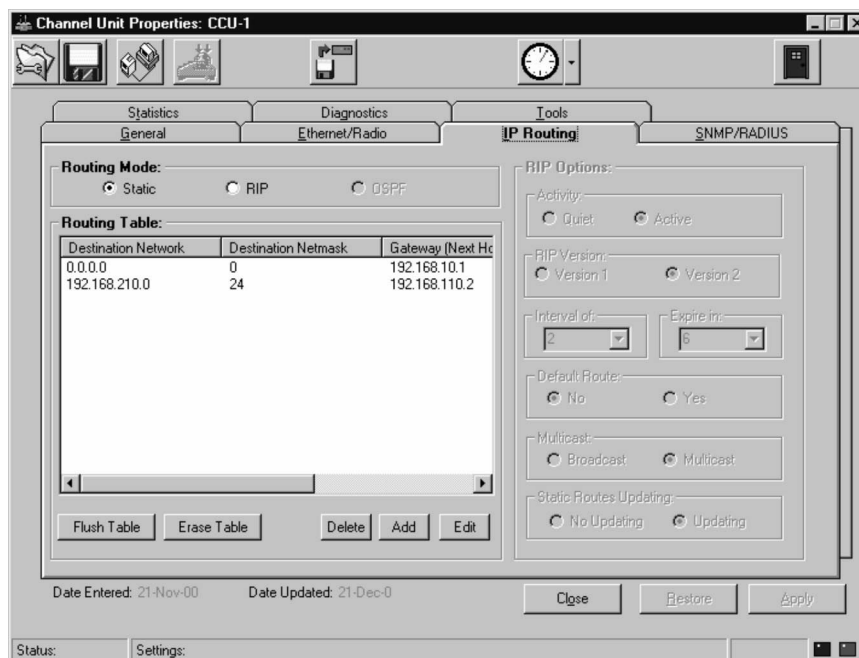 Channel Unit Properties: CCU-1
Statistics
Diagnostics
Tools
General
Ethernet/Radio
IP Routing
SNMP/RADIUS
Routing Mode:
Static
RIP
OSPF
Routing Table:
Destination Network
Destination Netmask
Gateway (Next Ho
0.0.0.0
0
192.168.10.1
192.168.210.0
24
192.168.110.2
Flush Table
Erase Table
Delete
Add
Edit
RIP Options:
Activity:
Quiet
Active
RIP Version:
Version 1
Version 2
Interval of:
2
Expire in:
6
Default Route:
No
Yes
Multicast:
Broadcast
Multicast
Static Routes Updating:
No Updating
Updating
Date Entered: 21-Nov-00
Date Updated: 21-Dec-0
Close
Restore
Apply
Status:
Settings: